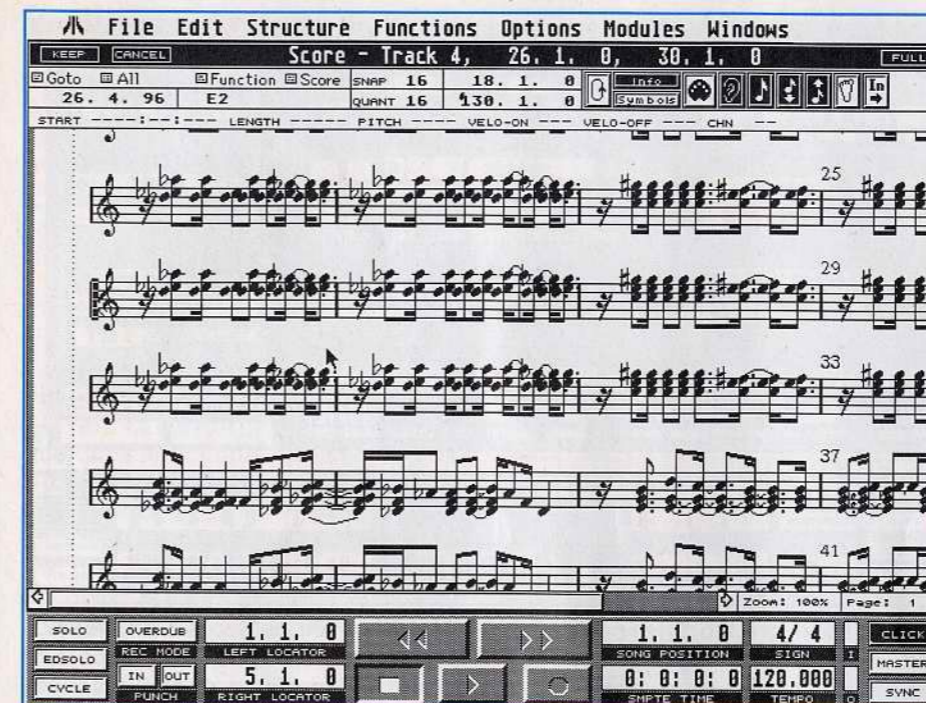 File Edit Structure Functions Options Modules Windows
KEEP CANCEL Score - Track 4, 26. 1. 0, 30. 1. 0 FULL
Goto All Function Score SNAP 16 18. 1. 0 Info
26. 4. 96 E2 QUANT 16 130. 1. 0 Symbols In
START ----:--:--- LENGTH ----- PITCH ---- VELO-ON --- VELO-OFF --- CHN --
25
29
33
37
41
Zoom: 100% Page: 1
SOLO OVERDUB 1. 1. 0 1. 1. 0 4/ 4 CLICK
REC MODE LEFT LOCATOR SONG POSITION SIGN I
EDSOLO IN OUT 5. 1. 0 0: 0: 0: 0 120.000 MASTER
CYCLE PUNCH RIGHT LOCATOR SMPTE TIME TEMPO O SYNC